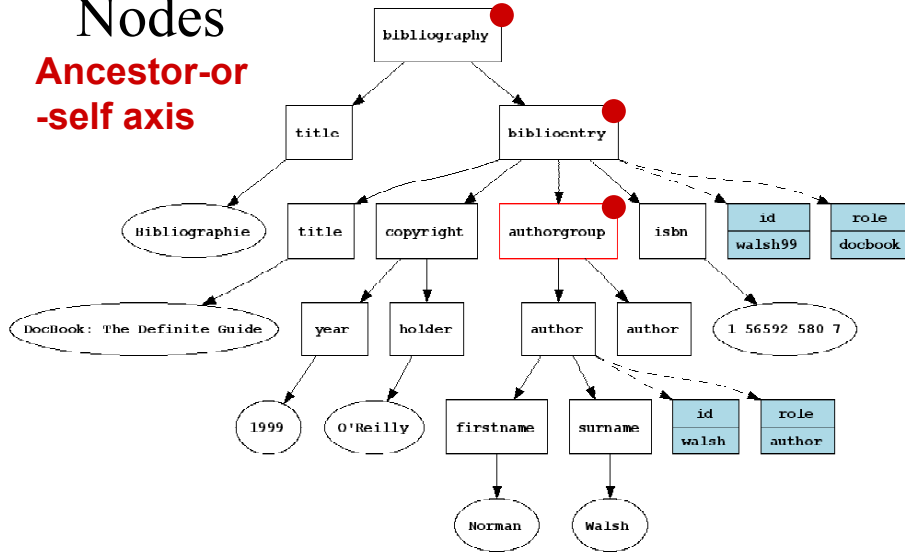 Nodes
Ancestor-or
-self axis
bibliography
title
biblioentry
Bibliographie
title
copyright
authorgroup
isbn
id
walsh99
role
docbook
DocBook: The Definite Guide
year
holder
author
author
1 56592 580 7
1999
O'Reilly
firstname
surname
id
walsh
role
author
Norman
Walsh